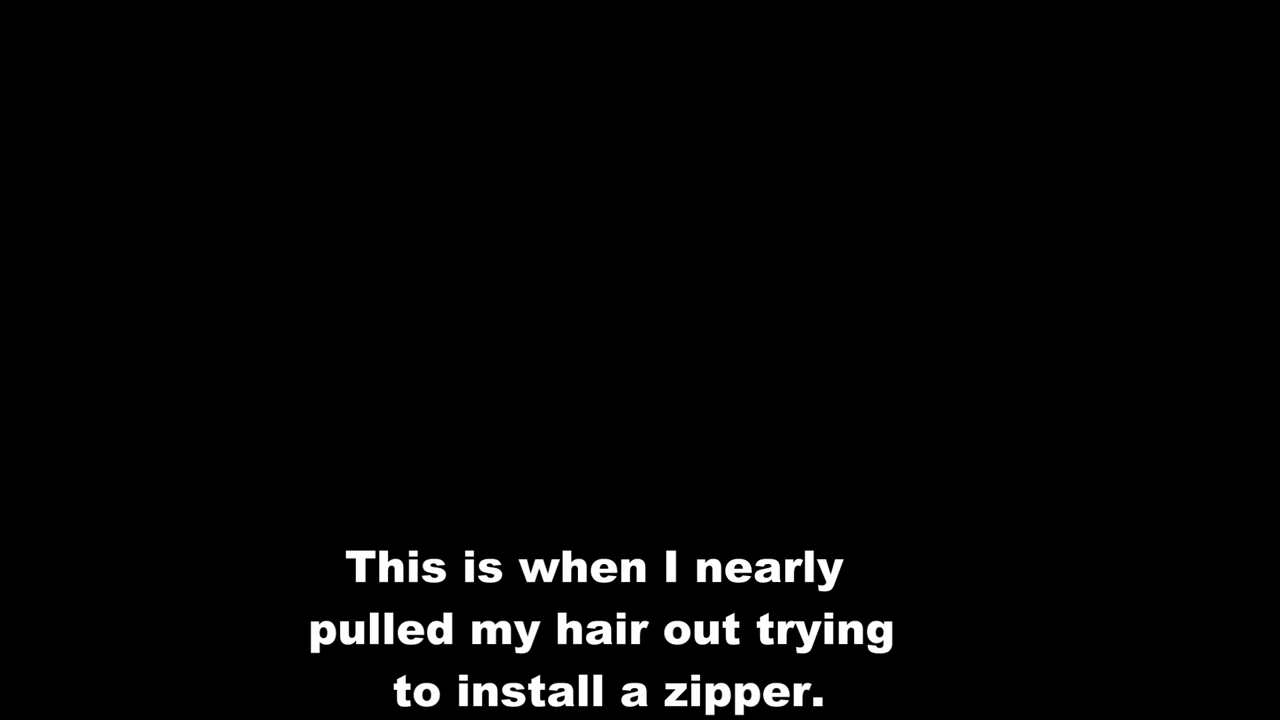 This is when I nearly
pulled my hair out trying
to install a zipper.